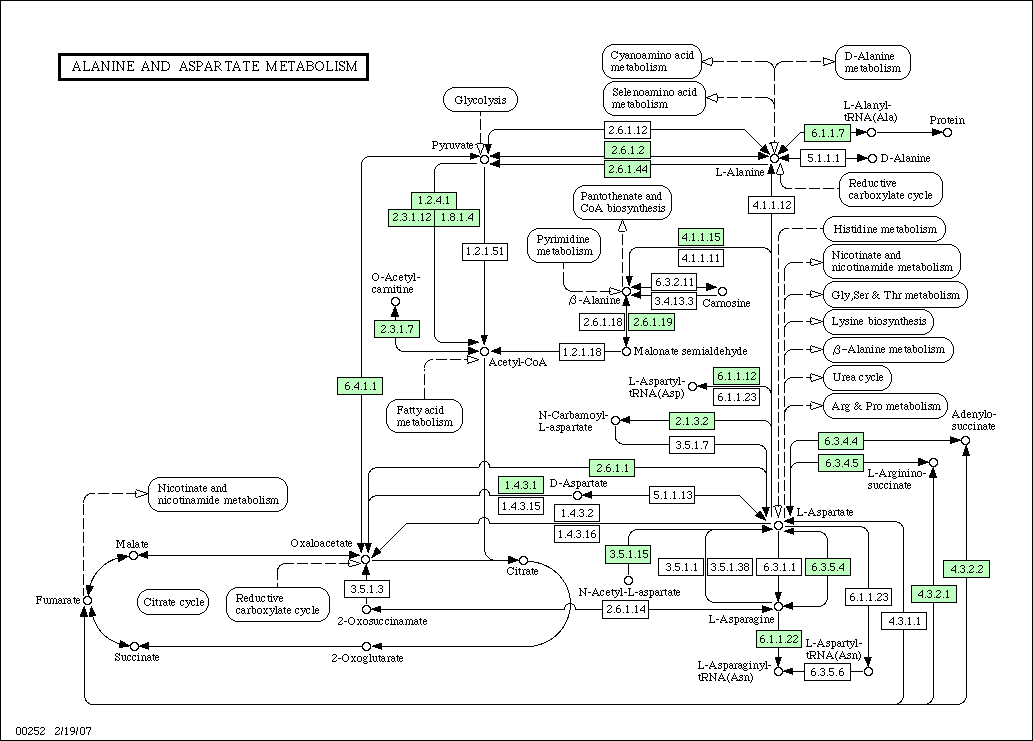 ALANINE AND ASPARTATE METABOLISM
Cyanoamino acid
metabolism
D-Alanine
metabolism
Selenoamino acid
metabolism
Glycolysis
L-Alanyl-
tRNA(Ala)
Protein
2.6.1.12
6.1.1.7
Pyruvate
2.6.1.2
2.6.1.44
L-Alanine
5.1.1.1
D-Alanine
Reductive
carboxylate cycle
1.2.4.1
2.3.1.12
1.8.1.4
Pantothenate and
CoA biosynthesis
4.1.1.12
Histidine metabolism
Pyrimidine
metabolism
4.1.1.15
4.1.1.11
1.2.1.51
Nicotinate and
nicotinamide metabolism
O-Acetyl-
carnitine
6.3.2.11
3.4.13.3
β-Alanine
Carnosine
Gly,Ser & Thr metabolism
2.3.1.7
2.6.1.18
2.6.1.19
Lysine biosynthesis
1.2.1.18
Malonate semialdehyde
Acetyl-CoA
β-Alanine metabolism
6.4.1.1
L-Aspartyl-
tRNA(Asp)
6.1.1.12
6.1.1.23
Urea cycle
Fatty acid
metabolism
Arg & Pro metabolism
N-Carbamoyl-
L-aspartate
2.1.3.2
3.5.1.7
Adenylo-
succinate
6.3.4.4
6.3.4.5
L-Arginino-
succinate
2.6.1.1
1.4.3.1
D-Aspartate
1.4.3.15
5.1.1.13
1.4.3.2
1.4.3.16
L-Aspartate
Nicotinate and
nicotinamide metabolism
Malate
Oxaloacetate
Citrate
3.5.1.15
3.5.1.1
3.5.1.38
6.3.1.1
6.3.5.4
4.3.2.2
Fumarate
Citrate cycle
Reductive
carboxylate cycle
3.5.1.3
N-Acetyl-L-aspartate
6.1.1.23
4.3.2.1
2-Oxosuccinamate
2.6.1.14
L-Asparagine
4.3.1.1
6.1.1.22
Succinate
2-Oxoglutarate
L-Asparaginyl-
tRNA(Asn)
L-Aspartyl-
tRNA(Asn)
6.3.5.6
00252 2/19/07